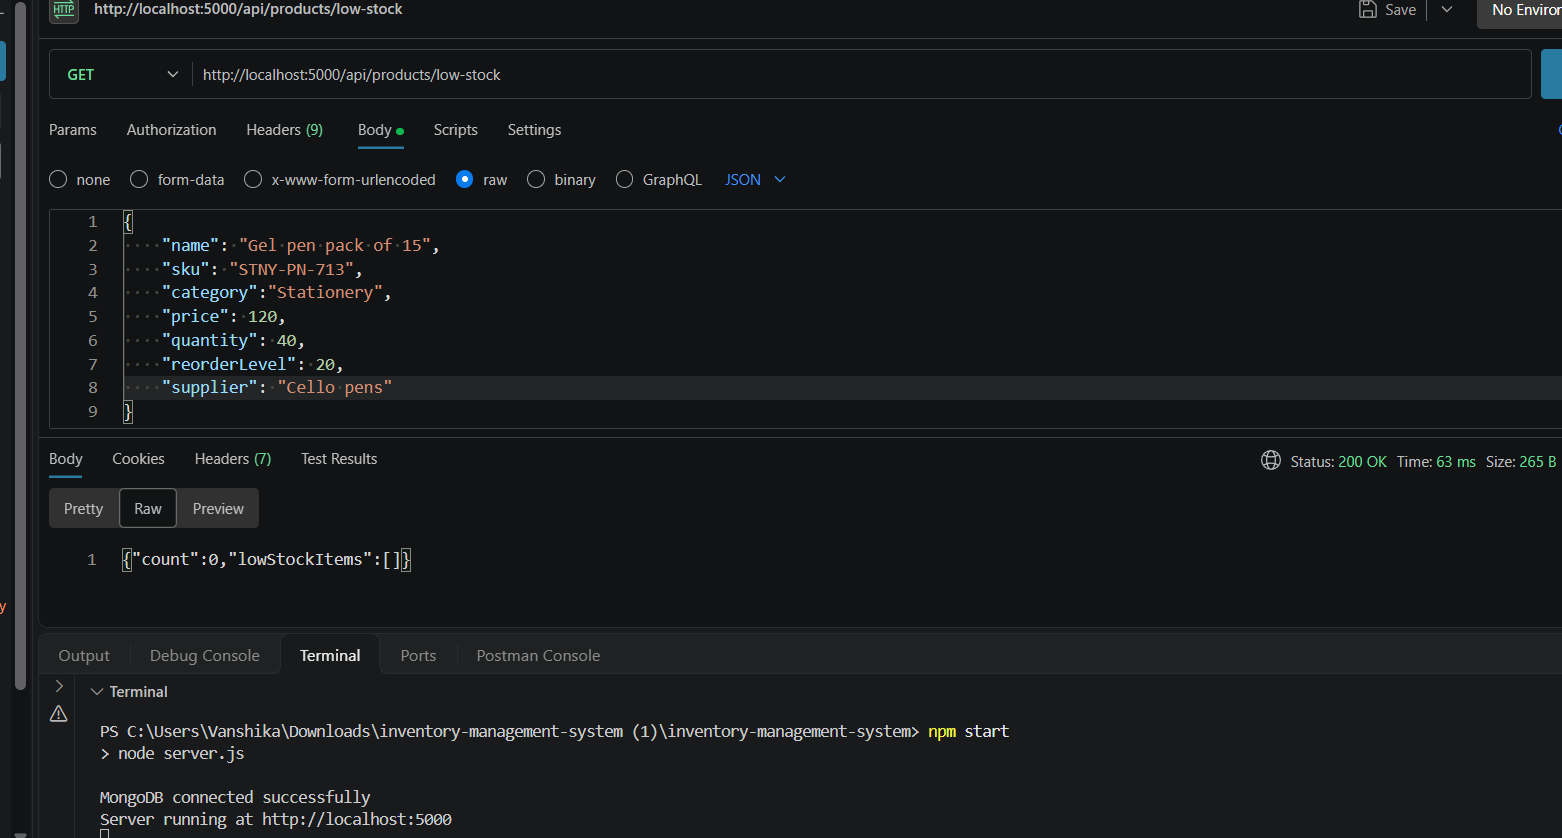 HTTP http://localhost:5000/api/products/low-stock Save No Environ
GET http://localhost:5000/api/products/low-stock
Params Authorization Headers (9) Body Scripts Settings
none form-data x-www-form-urlencoded raw binary GraphQL JSON
1 {
2 ····"name":·"Gel·pen·pack·of·15",
3 ····"sku":·"STNY-PN-713",
4 ····"category":"Stationery",
5 ····"price":·120,
6 ····"quantity":·40,
7 ····"reorderLevel":·20,
8 ····"supplier":·"Cello·pens"
9 }
Body Cookies Headers (7) Test Results Status: 200 OK Time: 63 ms Size: 265 B
Pretty Raw Preview
1 {"count":0,"lowStockItems":[]}
y
Output Debug Console Terminal Ports Postman Console
Terminal
PS C:\Users\Vanshika\Downloads\inventory-management-system (1)\inventory-management-system> npm start
> node server.js
MongoDB connected successfully
Server running at http://localhost:5000